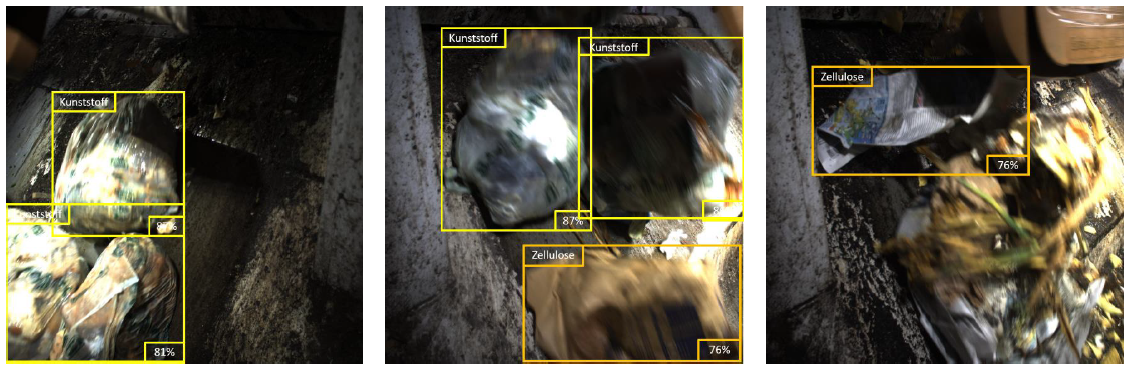 Kunststoff
81%
Kunststoff
Kunststoff
87%
Zellulose
76%
Zellulose
76%